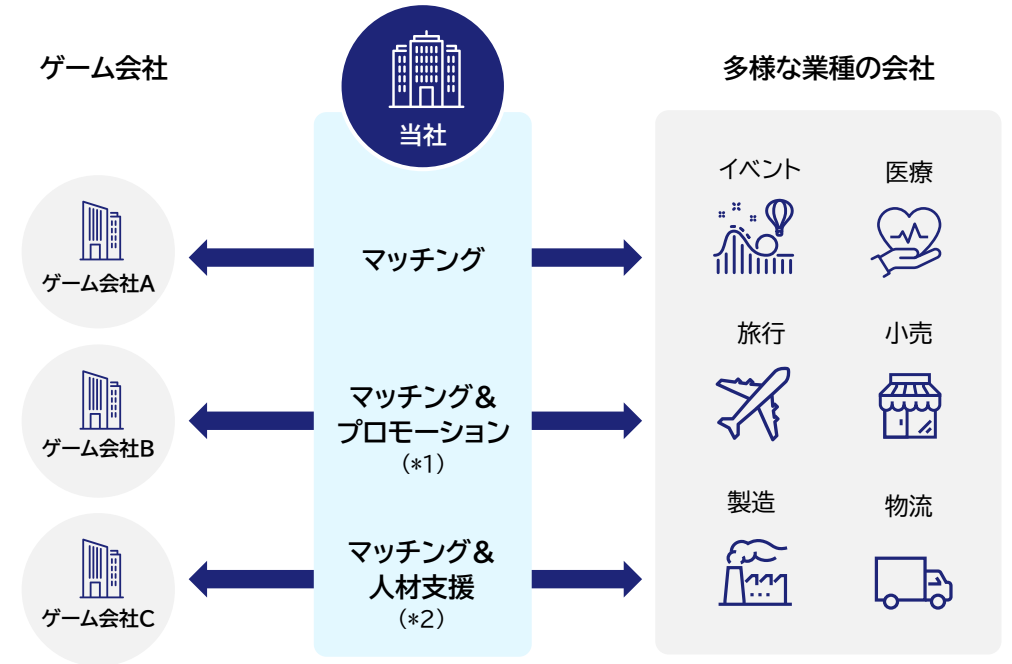 ゲーム会社
当社
多様な業種の会社
ゲーム会社A
マッチング
イベント
医療
ゲーム会社B
マッチング＆
プロモーション
(*1)
旅行
小売
ゲーム会社C
マッチング＆
人材支援
(*2)
製造
物流